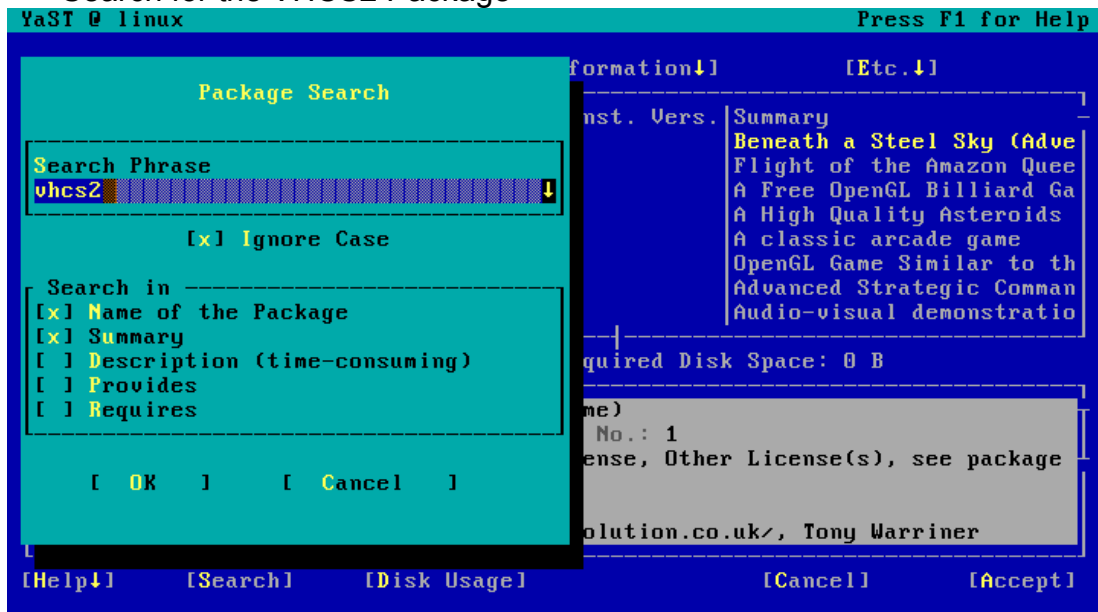 Search for the VHCS2 Package
YaST @ linux Press F1 for Help
formation↓] [Etc.↓]
Package Search
nst. Vers. Summary
Beneath a Steel Sky (Adve
Search Phrase Flight of the Amazon Quee
vhcs2 ↓ A Free OpenGL Billiard Ga
A High Quality Asteroids
[x] Ignore Case A classic arcade game
OpenGL Game Similar to th
Search in Advanced Strategic Comman
[x] Name of the Package Audio-visual demonstratio
[x] Summary
[ ] Description (time-consuming) quired Disk Space: 0 B
[ ] Provides
[ ] Requires me)
No.: 1
ense, Other License(s), see package
[ OK ] [ Cancel ]
olution.co.uk/, Tony Warriner
[Help↓] [Search] [Disk Usage] [Cancel] [Accept]